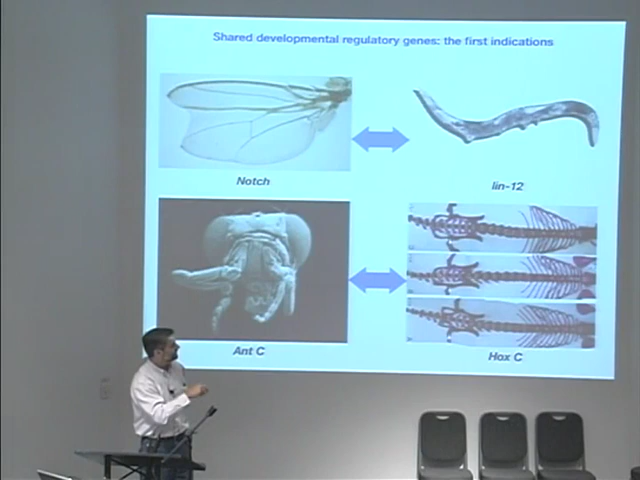 Shared developmental regulatory genes: the first indications
Notch
lin-12
Ant C
Hox C